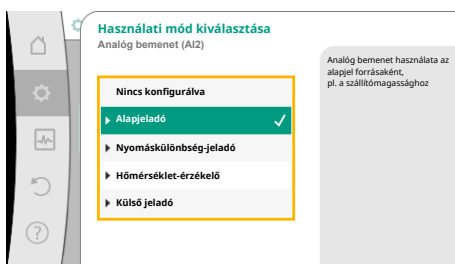 Használati mód kiválasztása
Analóg bemenet (AI2)
Nincs konfigurálva
Alapjeladó
Nyomáskülönbség-jeladó
Hőmérséklet-érzékelő
Külső jeladó
Analóg bemenet használata az
alapjel forrásaként,
pl. a szállítómagassághoz